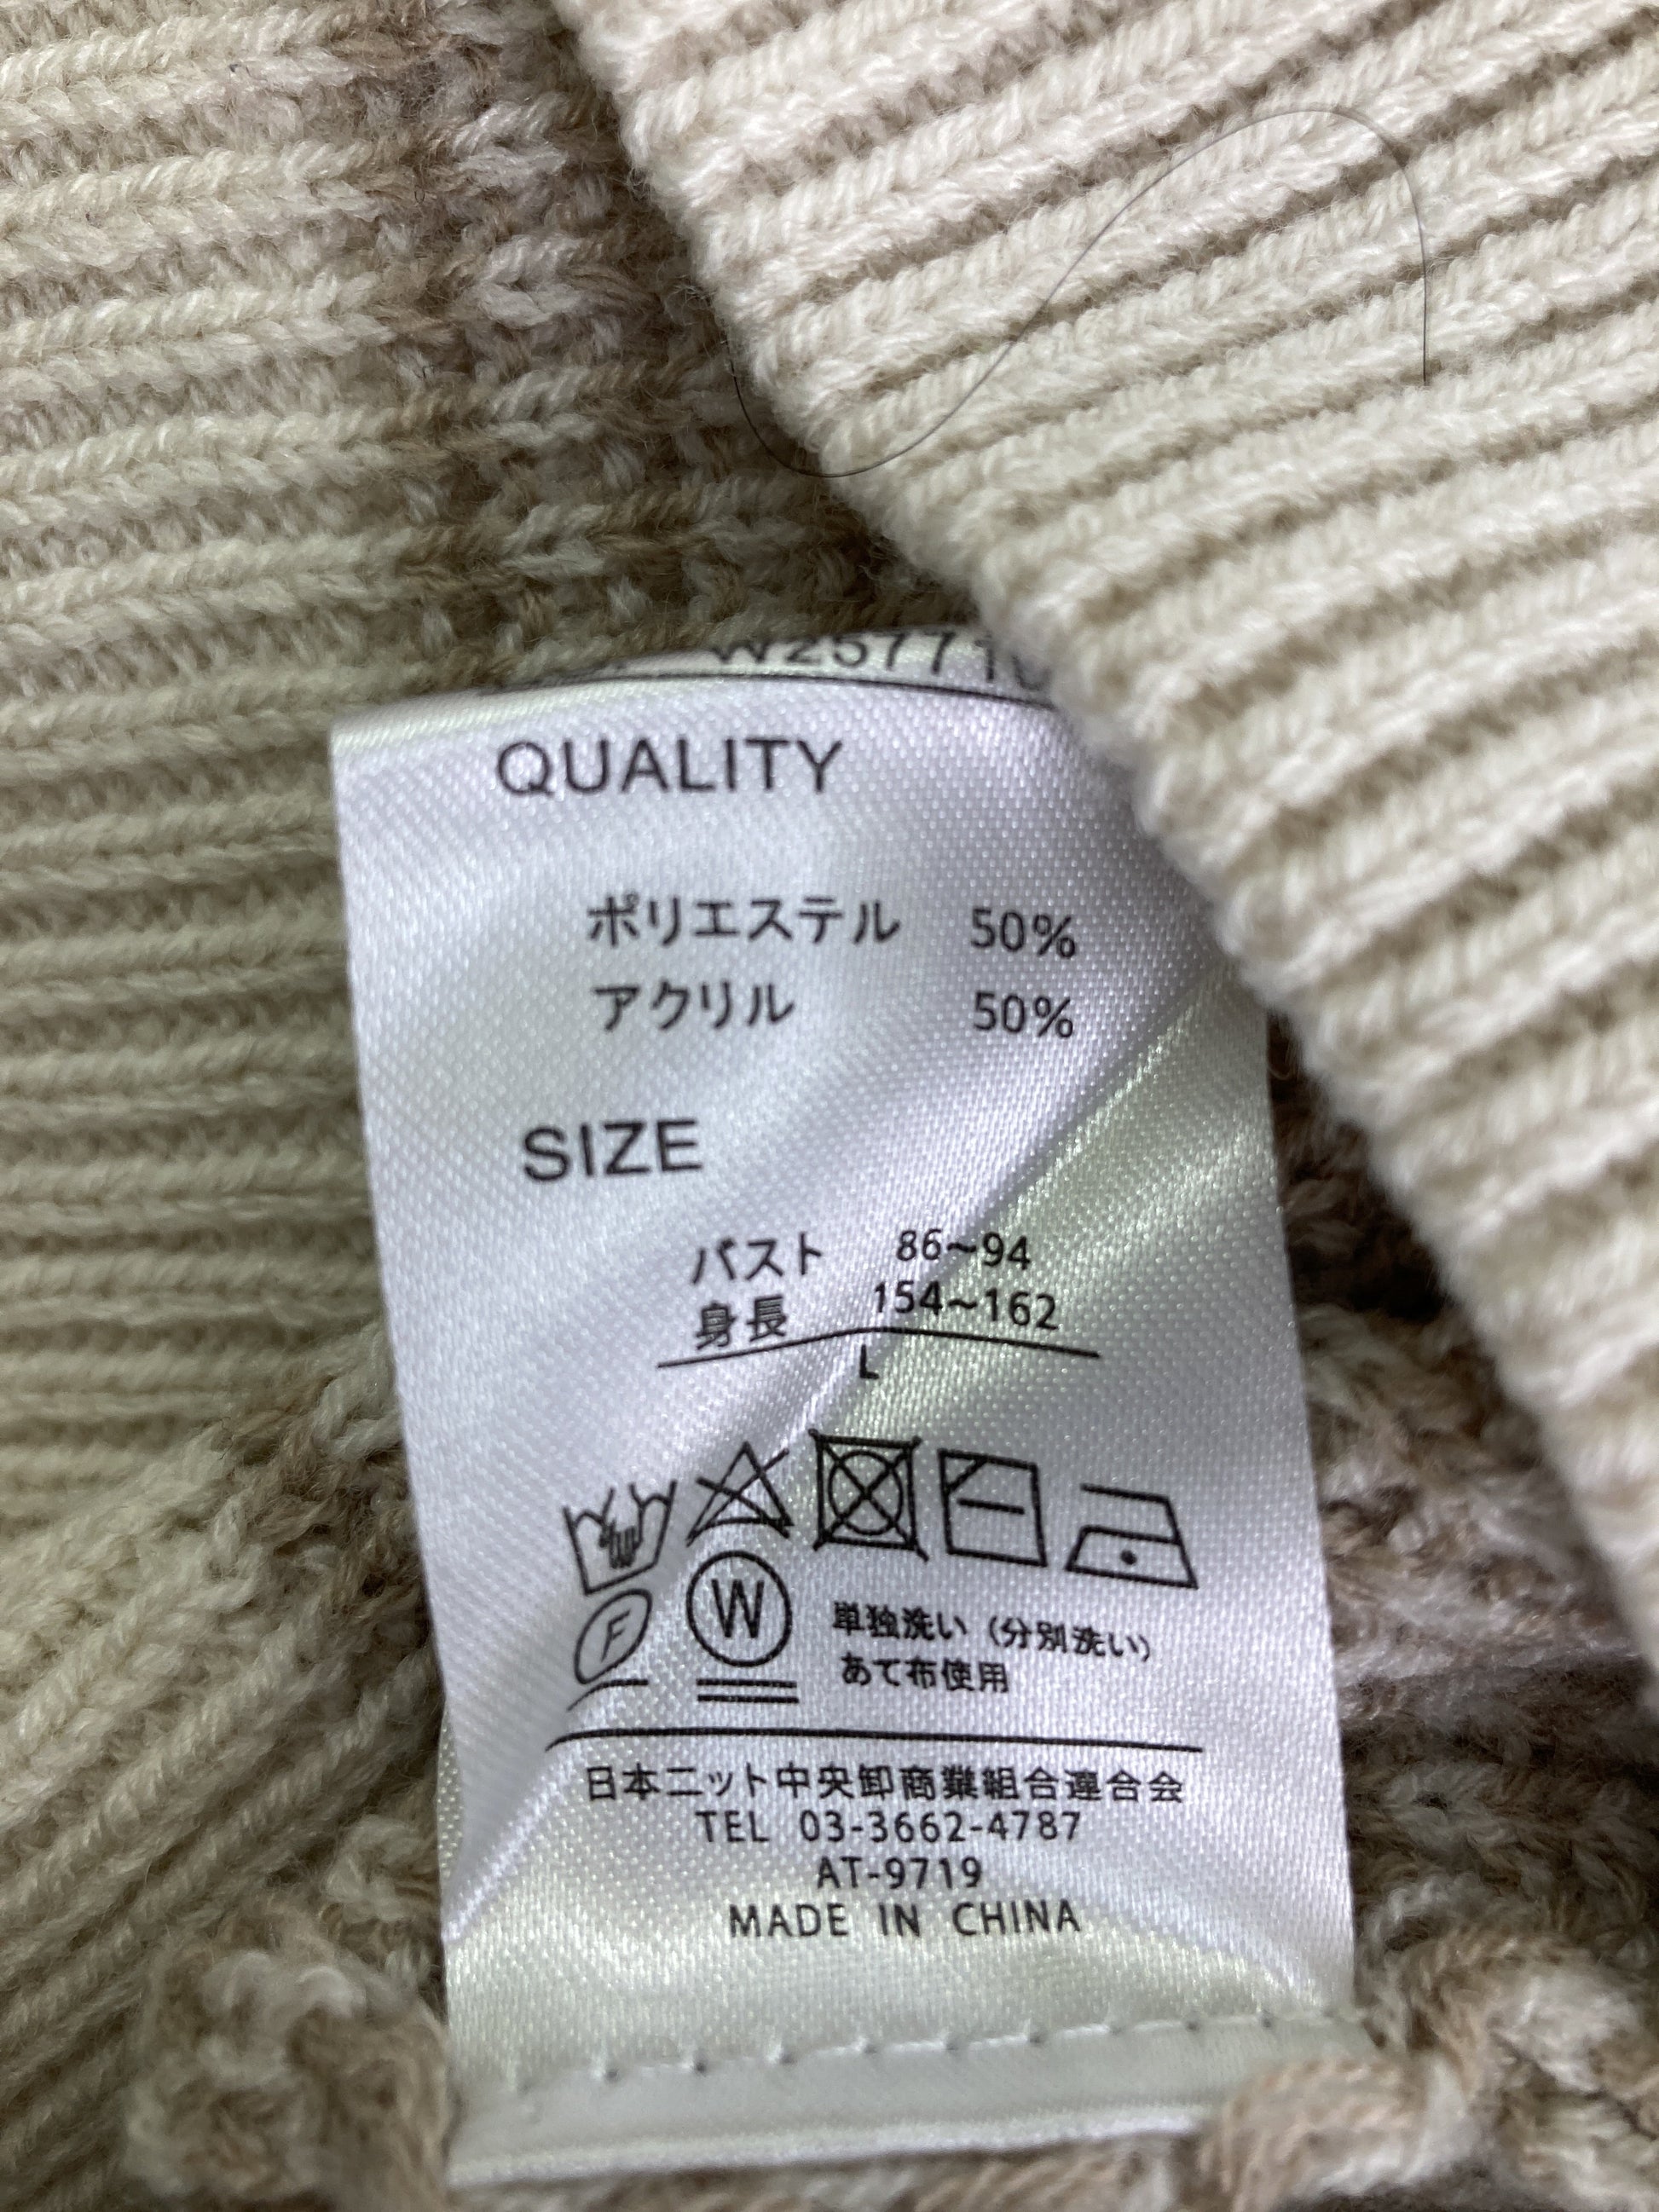 QUALITY
ポリエステル 50%
アクリル 50%
SIZE
バスト 86~94
身長 154~162
L
F W 単独洗い（分別洗い）
あて布使用
日本ニット中央卸商業組合連合会
TEL 03-3662-4787
AT-9719
MADE IN CHINA